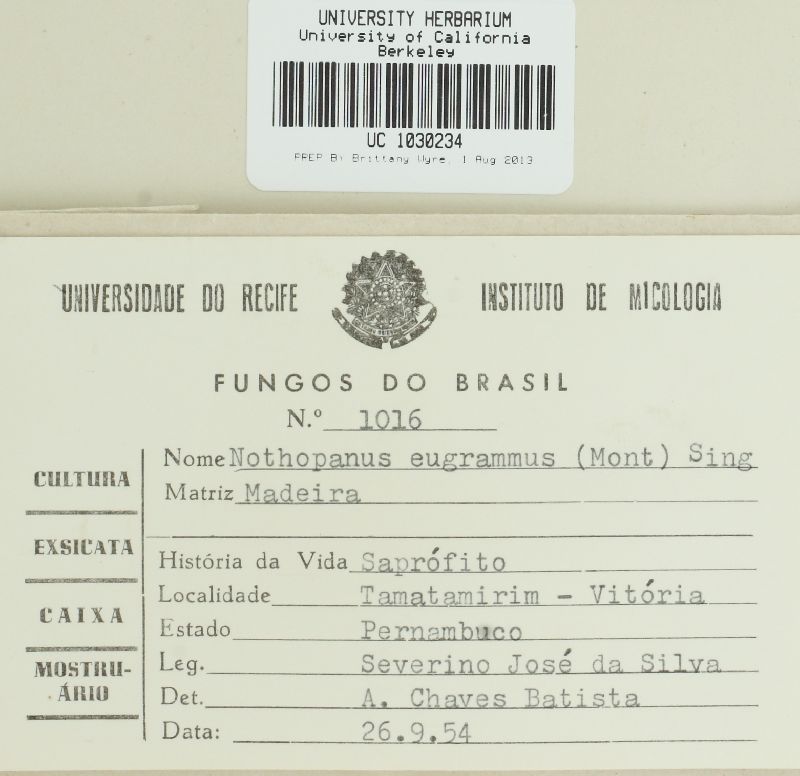 UNIVERSITY HERBARIUM
University of California
Berkeley
UC 1030234
PREP By Brittany Wyre, 1 Aug 2013
UNIVERSIDADE DO RECIFE
INSTITUTO DE MICOLOGIA
FUNGOS DO BRASIL
N.º 1016
CULTURA
EXSICATA
CAIXA
MOSTRU-
ÁRIO
Nome Nothopanus eugrammus (Mont) Sing
Matriz Madeira
História da Vida Saprófito
Localidade Tamatamirim - Vitória
Estado Pernambuco
Leg. Severino José da Silva
Det. A. Chaves Batista
Data: 26.9.54